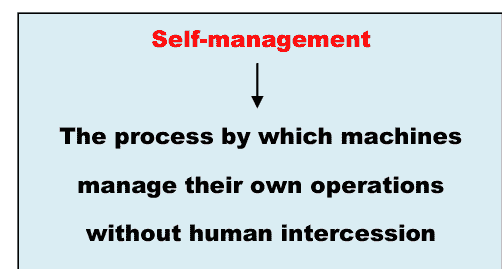 Self-management
The process by which machines
manage their own operations
without human intercession